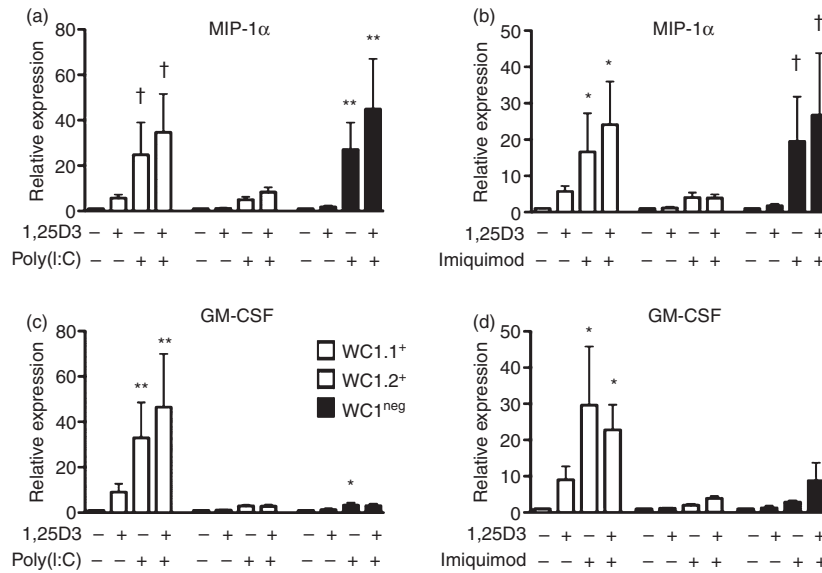 (a)
MIP-1α
Relative expression
80
60
40
20
0
† † ** **
1,25D3 – + – + – + – + – + – +
Poly(I:C) – – + + – – + + – – + +
(b)
MIP-1α
Relative expression
50
40
30
20
10
0
* * † †
1,25D3 – + – + – + – + – + – +
Imiquimod – – + + – – + + – – + +
(c)
GM-CSF
Relative expression
80
60
40
20
0
** ** *
WC1.1⁺
WC1.2⁺
WC1ⁿᵉᵍ
1,25D3 – + – + – + – + – + – +
Poly(I:C) – – + + – – + + – – + +
(d)
GM-CSF
Relative expression
50
40
30
20
10
0
* *
1,25D3 – + – + – + – + – + – +
Imiquimod – – + + – – + + – – + +